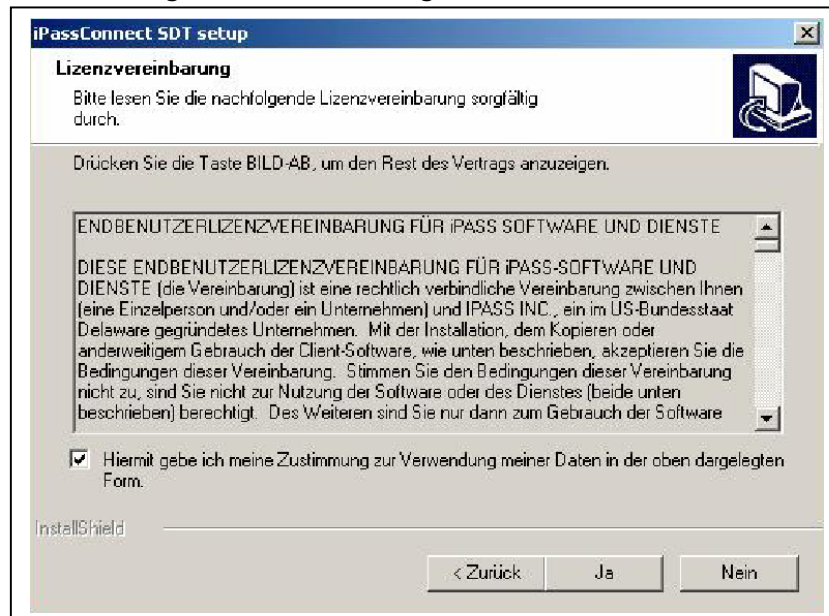 iPassConnect SDT setup
Lizenzvereinbarung
Bitte lesen Sie die nachfolgende Lizenzvereinbarung sorgfältig
durch.
Drücken Sie die Taste BILD-AB, um den Rest des Vertrags anzuzeigen.
ENDBENUTZERLIZENZVEREINBARUNG FÜR iPASS SOFTWARE UND DIENSTE
DIESE ENDBENUTZERLIZENZVEREINBARUNG FÜR iPASS-SOFTWARE UND
DIENSTE (die Vereinbarung) ist eine rechtlich verbindliche Vereinbarung zwischen Ihnen
(eine Einzelperson und/oder ein Unternehmen) und IPASS INC., ein im US-Bundesstaat
Delaware gegründetes Unternehmen. Mit der Installation, dem Kopieren oder
anderweitigem Gebrauch der Client-Software, wie unten beschrieben, akzeptieren Sie die
Bedingungen dieser Vereinbarung. Stimmen Sie den Bedingungen dieser Vereinbarung
nicht zu, sind Sie nicht zur Nutzung der Software oder des Dienstes (beide unten
beschrieben) berechtigt. Des Weiteren sind Sie nur dann zum Gebrauch der Software
Hiermit gebe ich meine Zustimmung zur Verwendung meiner Daten in der oben dargelegten
Form.
InstallShield
< Zurück Ja Nein